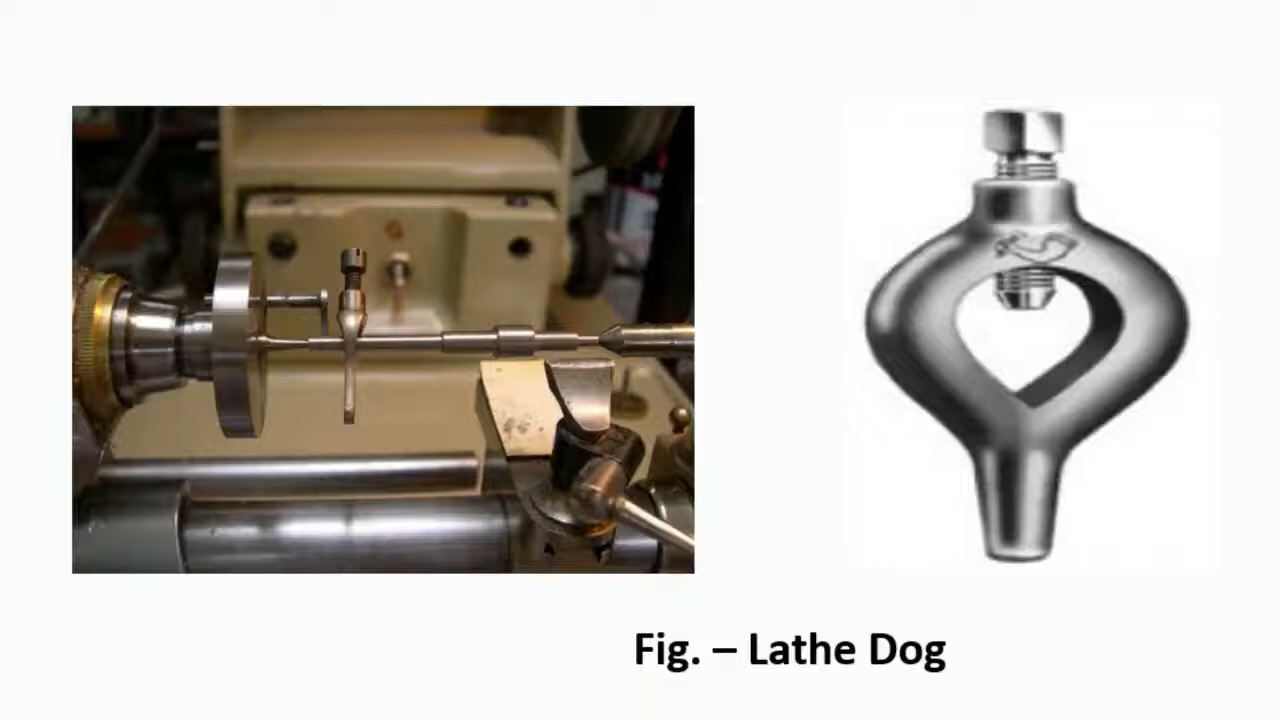 Fig. – Lathe Dog